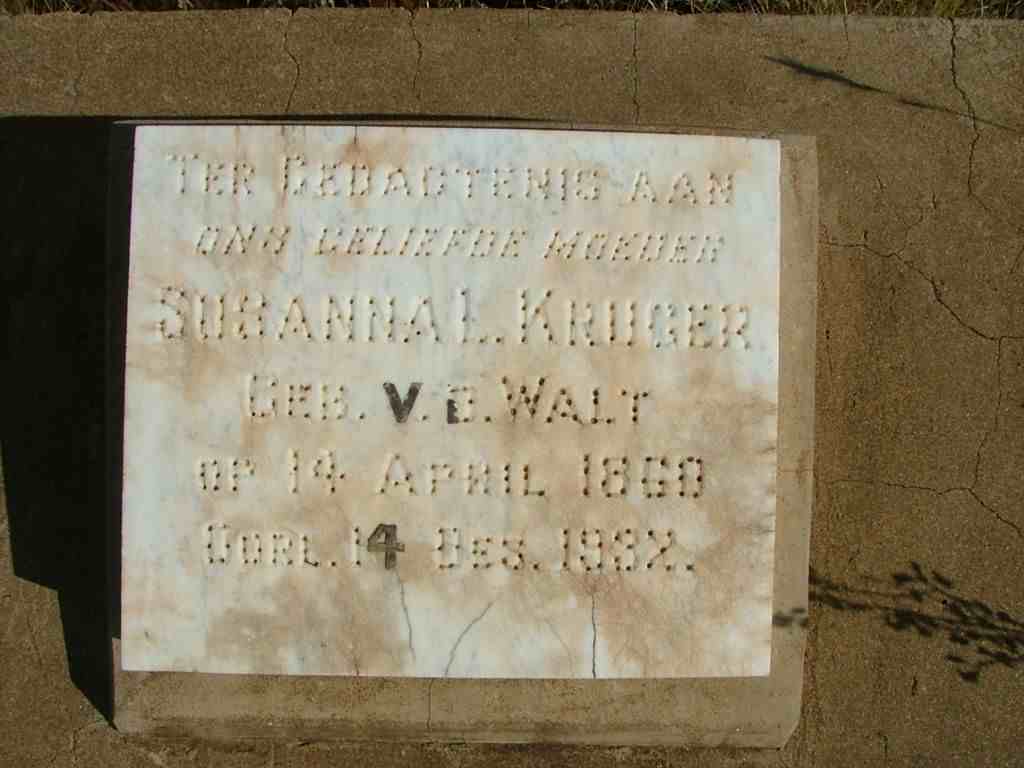 TER GEDAGTENIS AAN
ONS GELIEFDE MOEDER
SUSANNA L. KRUGER
GEB. V. D. WALT
OP 14 APRIL 1860
OORL. 14 DES. 1932.